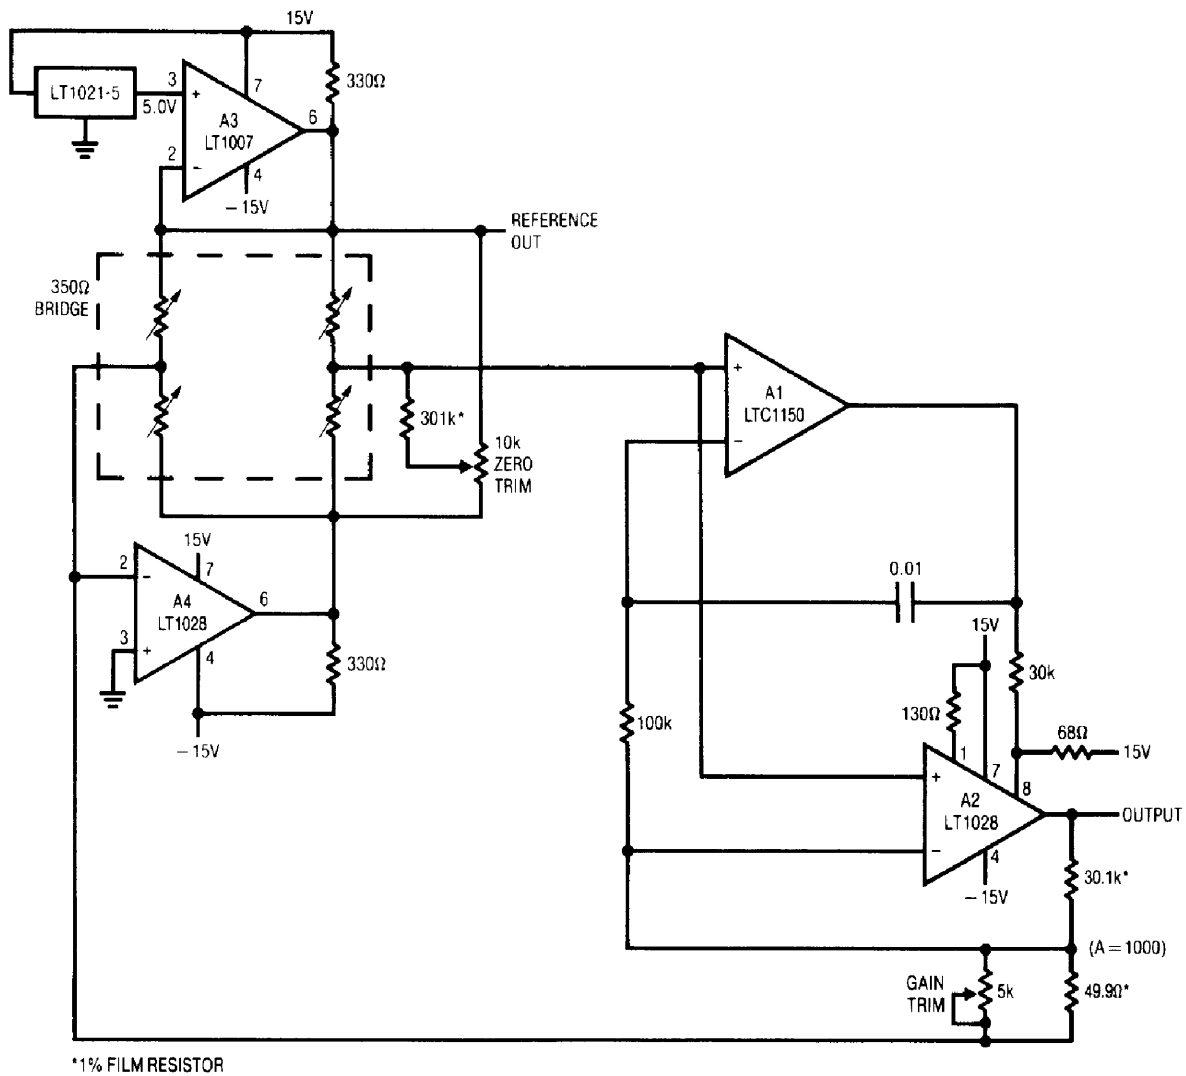 15V
LT1021-5
5.0V
3
+
7
330Ω
A3
LT1007
6
2
−
4
−15V
REFERENCE
OUT
350Ω
BRIDGE
301k*
10k
ZERO
TRIM
+
A1
LTC1150
−
15V
2
−
7
A4
LT1028
6
3
+
4
330Ω
−15V
0.01
15V
30k
100k
130Ω
68Ω
15V
1
7
8
+
A2
LT1028
OUTPUT
−
4
−15V
30.1k*
(A = 1000)
GAIN
TRIM
5k
49.9Ω*
*1% FILM RESISTOR